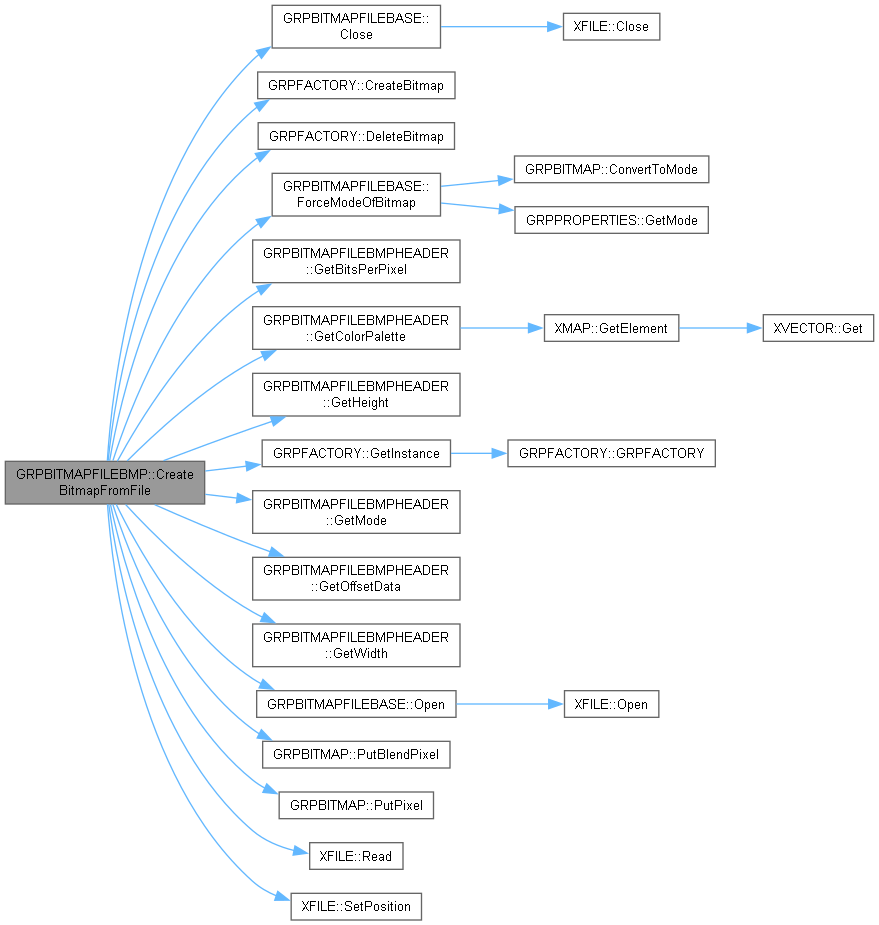 GRPBITMAPFILEBASE::
Close
XFILE::Close
GRPFACTORY::CreateBitmap
GRPFACTORY::DeleteBitmap
GRPBITMAPFILEBASE::
ForceModeOfBitmap
GRPBITMAP::ConvertToMode
GRPPROPERTIES::GetMode
GRPBITMAPFILEBMPHEADER
::GetBitsPerPixel
GRPBITMAPFILEBMPHEADER
::GetColorPalette
XMAP::GetElement
XVECTOR::Get
GRPBITMAPFILEBMPHEADER
::GetHeight
GRPFACTORY::GetInstance
GRPFACTORY::GRPFACTORY
GRPBITMAPFILEBMP::Create
BitmapFromFile
GRPBITMAPFILEBMPHEADER
::GetMode
GRPBITMAPFILEBMPHEADER
::GetOffsetData
GRPBITMAPFILEBMPHEADER
::GetWidth
GRPBITMAPFILEBASE::Open
XFILE::Open
GRPBITMAP::PutBlendPixel
GRPBITMAP::PutPixel
XFILE::Read
XFILE::SetPosition